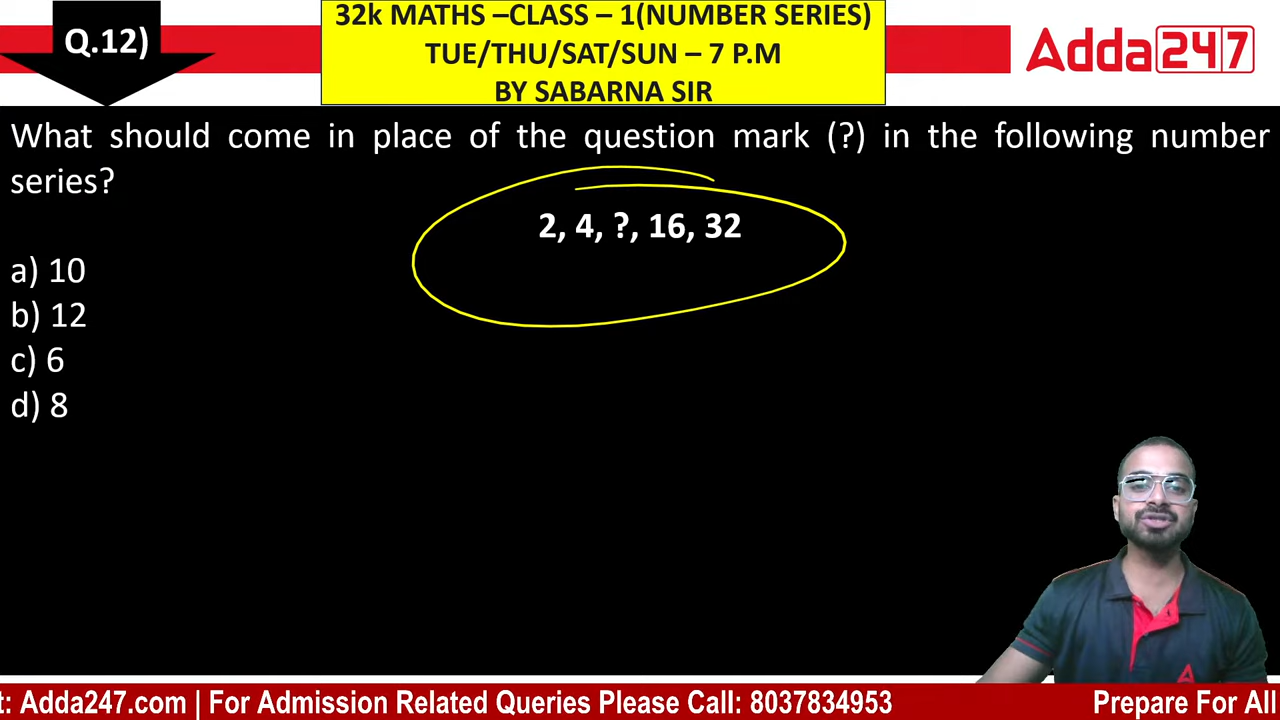 Q.12)
32k MATHS –CLASS – 1(NUMBER SERIES)
TUE/THU/SAT/SUN – 7 P.M
BY SABARNA SIR
Adda247
What should come in place of the question mark (?) in the following number
series?
2, 4, ?, 16, 32
a) 10
b) 12
c) 6
d) 8
t: Adda247.com | For Admission Related Queries Please Call: 8037834953
Prepare For All